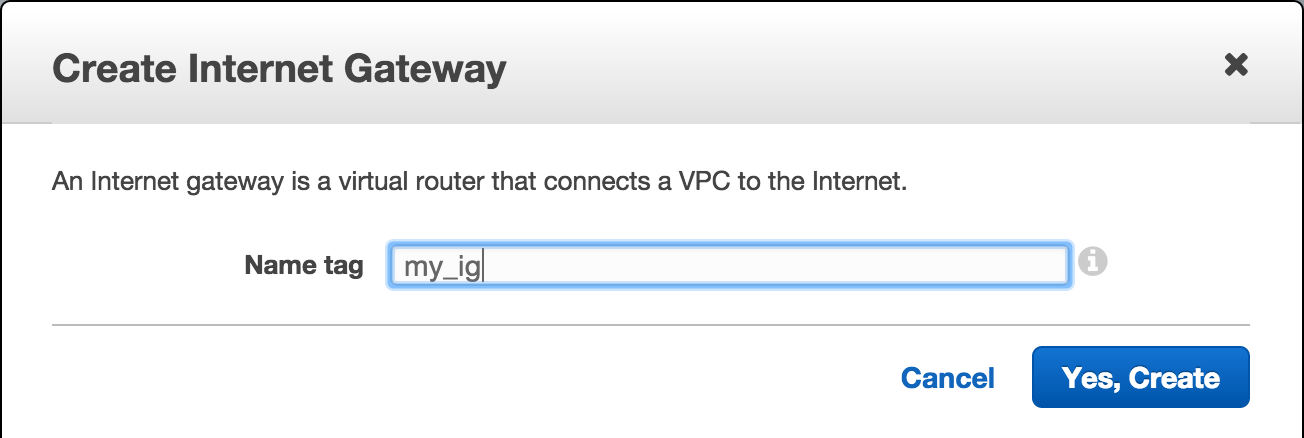 Create Internet Gateway
An Internet gateway is a virtual router that connects a VPC to the Internet.
Name tag my_ig
Cancel Yes, Create